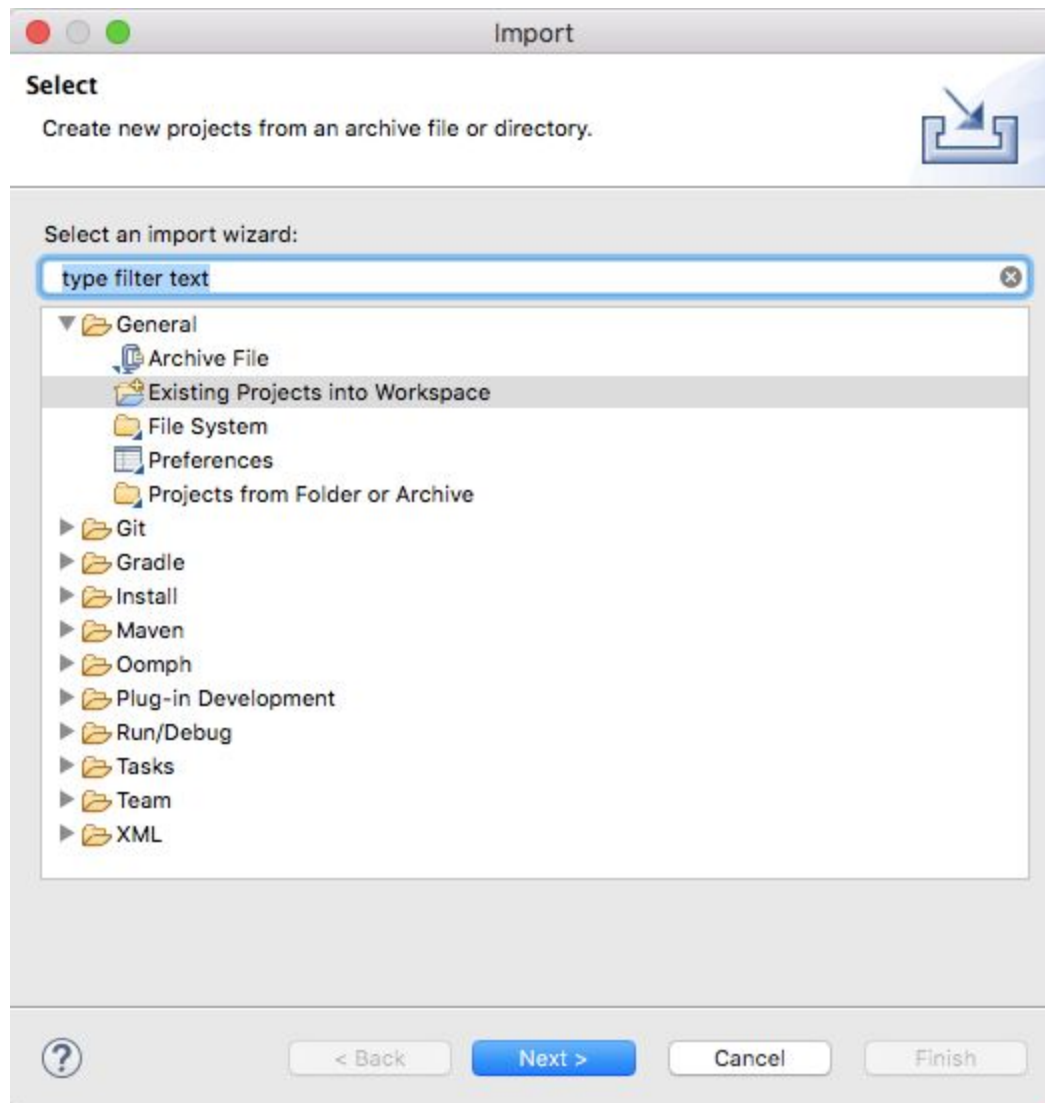 Import
Select
Create new projects from an archive file or directory.
Select an import wizard:
type filter text
General
Archive File
Existing Projects into Workspace
File System
Preferences
Projects from Folder or Archive
Git
Gradle
Install
Maven
Oomph
Plug-in Development
Run/Debug
Tasks
Team
XML
? < Back Next > Cancel Finish